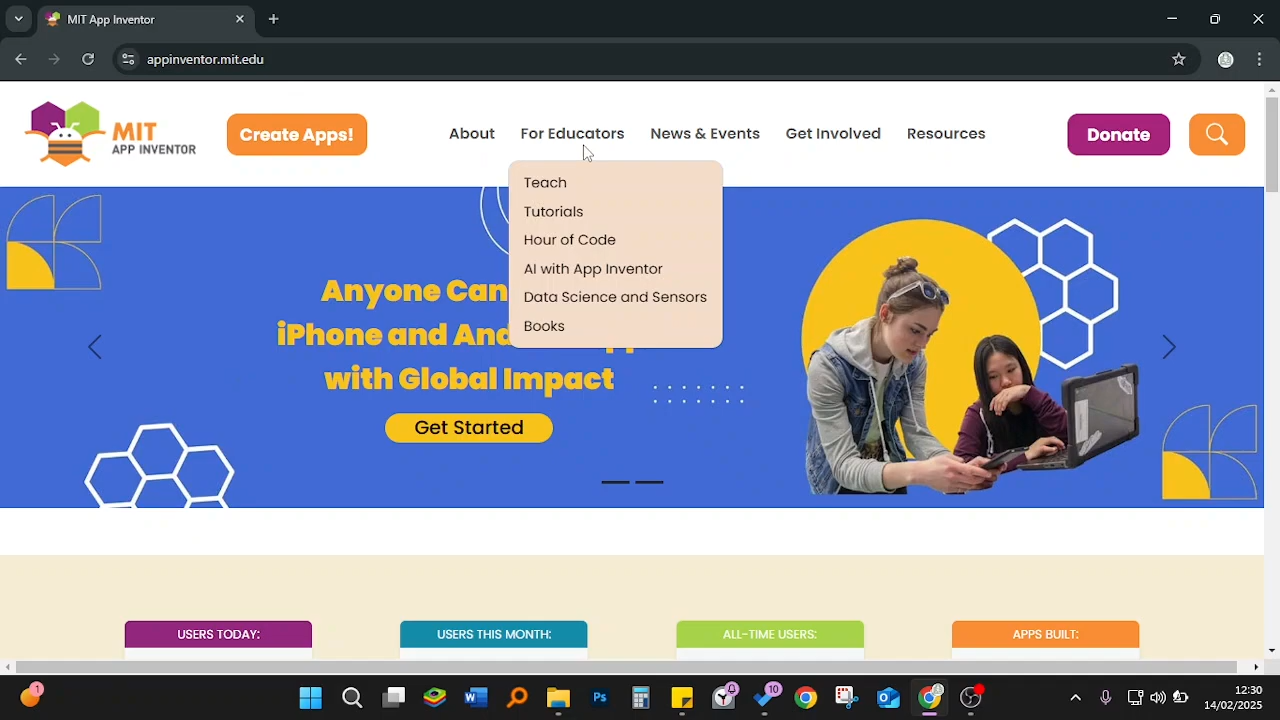 MIT App Inventor
appinventor.mit.edu
MIT
APP INVENTOR
Create Apps!
About
For Educators
News & Events
Get Involved
Resources
Donate
Teach
Tutorials
Hour of Code
AI with App Inventor
Data Science and Sensors
Books
Anyone Can
iPhone and And
with Global Impact
Get Started
USERS TODAY:
USERS THIS MONTH:
ALL-TIME USERS:
APPS BUILT:
1
W
Ps
10
12:30
14/02/2025